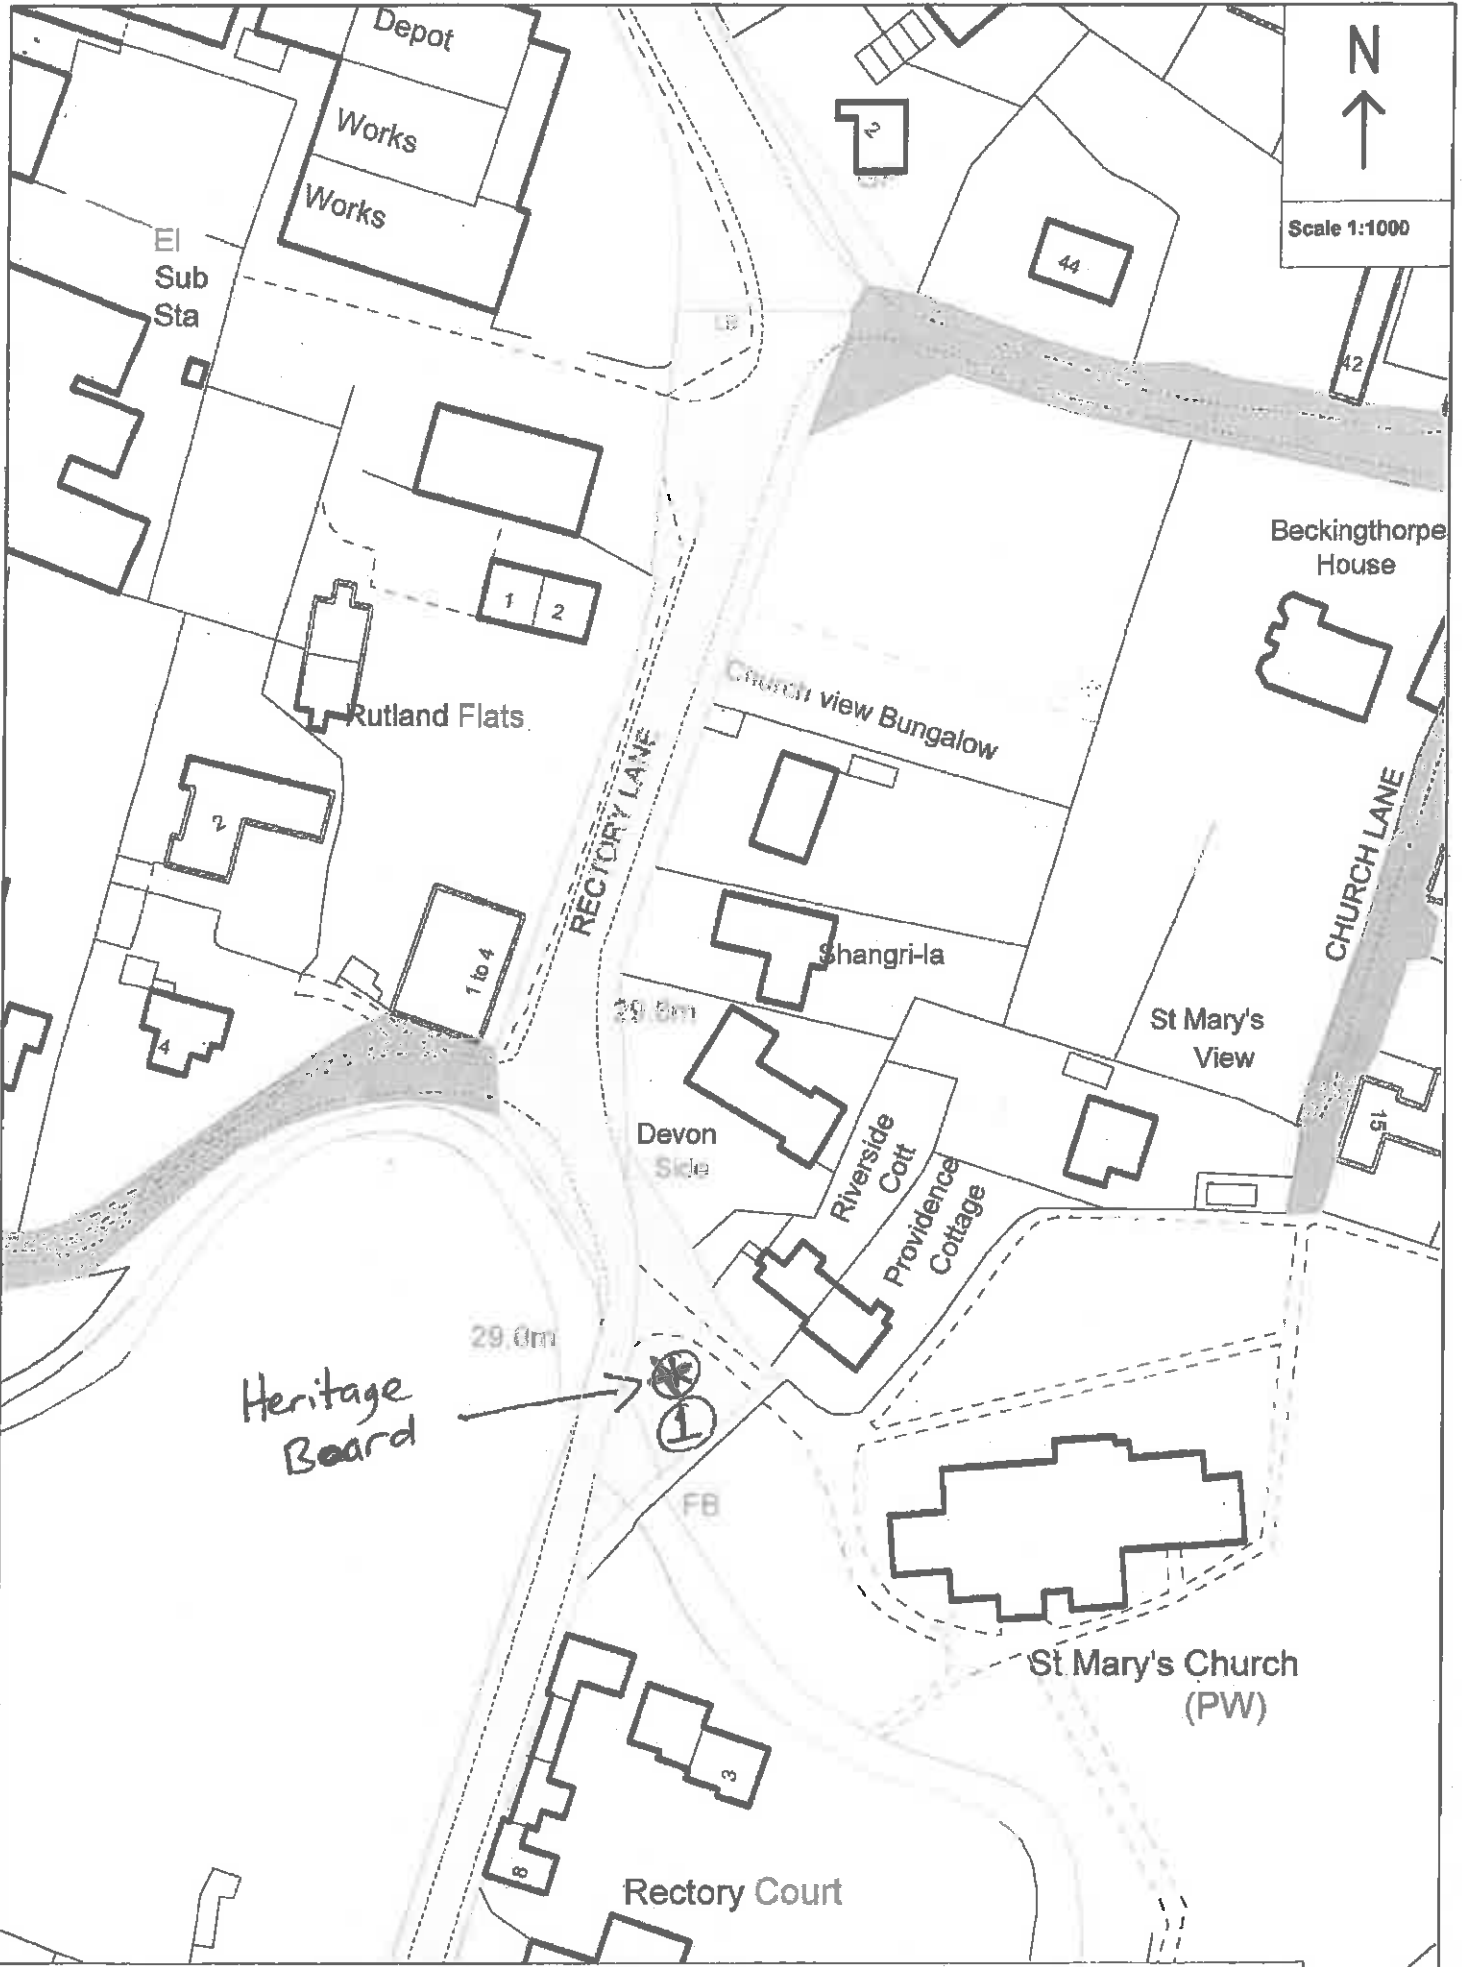 Depot
Works
Works
El
Sub
Sta
2
N
Scale 1:1000
44
LB
42
Beckingthorpe
House
1
2
Church view Bungalow
Rutland Flats
RECTORY LANE
CHURCH LANE
2
1 to 4
Shangri-la
29.8m
St Mary's
View
4
15
Devon
Side
Riverside
Cott
Providence
Cottage
29.0m
Heritage
Board
1
FB
St Mary's Church
(PW)
3
8
Rectory Court